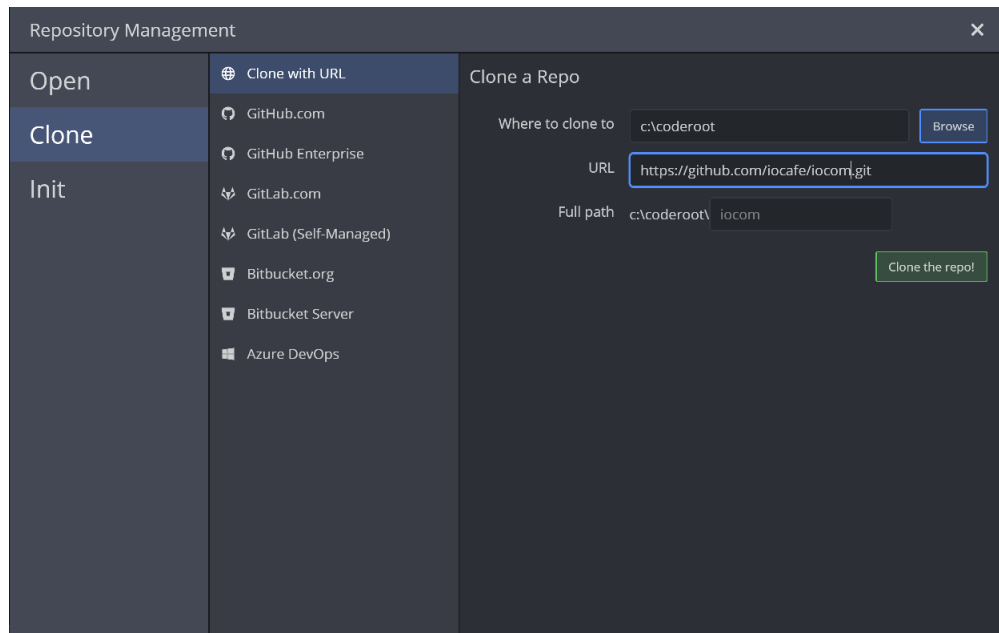 Repository Management
Open
Clone
Init
Clone with URL
GitHub.com
GitHub Enterprise
GitLab.com
GitLab (Self-Managed)
Bitbucket.org
Bitbucket Server
Azure DevOps
Clone a Repo
Where to clone to c:\coderoot Browse
URL https://github.com/iocafe/iocom.git
Full path c:\coderoot\ iocom
Clone the repo!